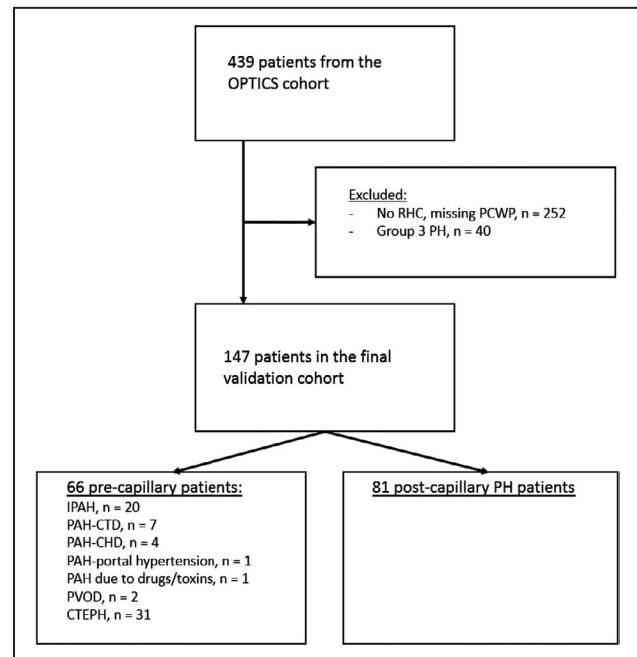 439 patients from the
OPTICS cohort
Excluded:
- No RHC, missing PCWP, n = 252
- Group 3 PH, n = 40
147 patients in the final
validation cohort
66 pre-capillary patients:
IPAH, n = 20
PAH-CTD, n = 7
PAH-CHD, n = 4
PAH-portal hypertension, n = 1
PAH due to drugs/toxins, n = 1
PVOD, n = 2
CTEPH, n = 31
81 post-capillary PH patients